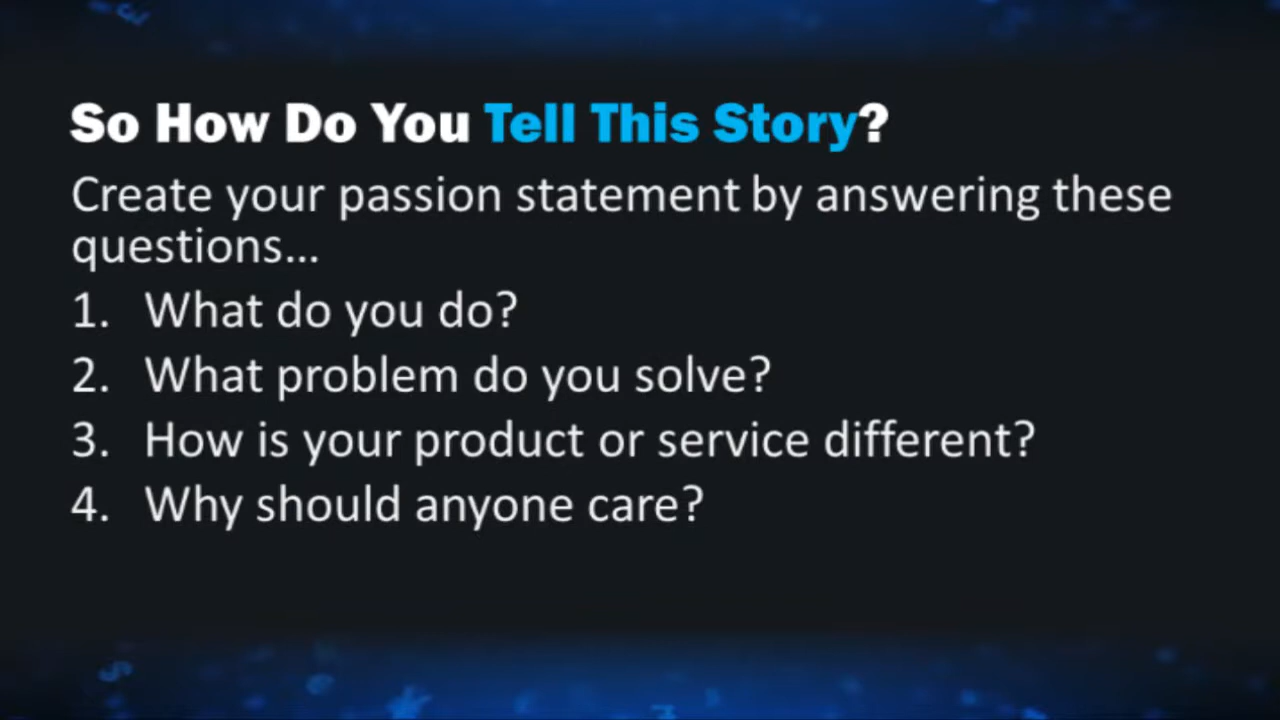 So How Do You Tell This Story?
Create your passion statement by answering these
questions...
1. What do you do?
2. What problem do you solve?
3. How is your product or service different?
4. Why should anyone care?